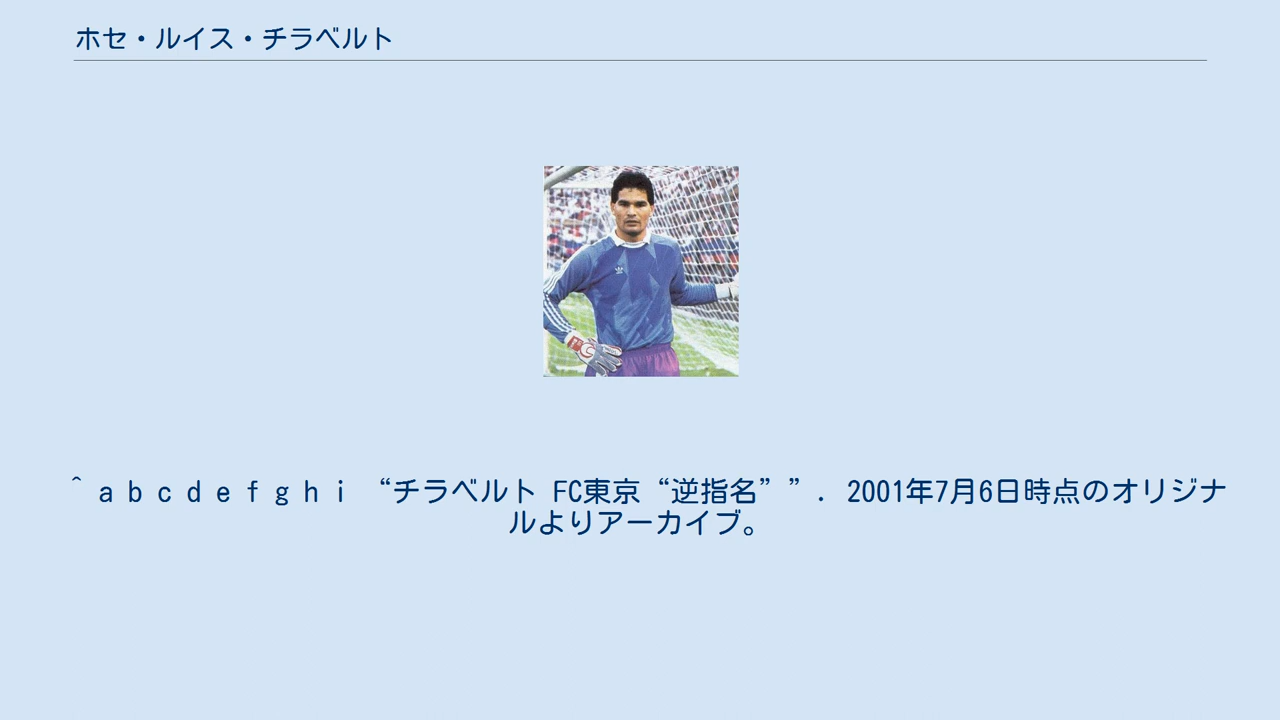 ホセ・ルイス・チラベルト
^ a b c d e f g h i “チラベルト FC東京“逆指名””. 2001年7月6日時点のオリジナ
ルよりアーカイブ。